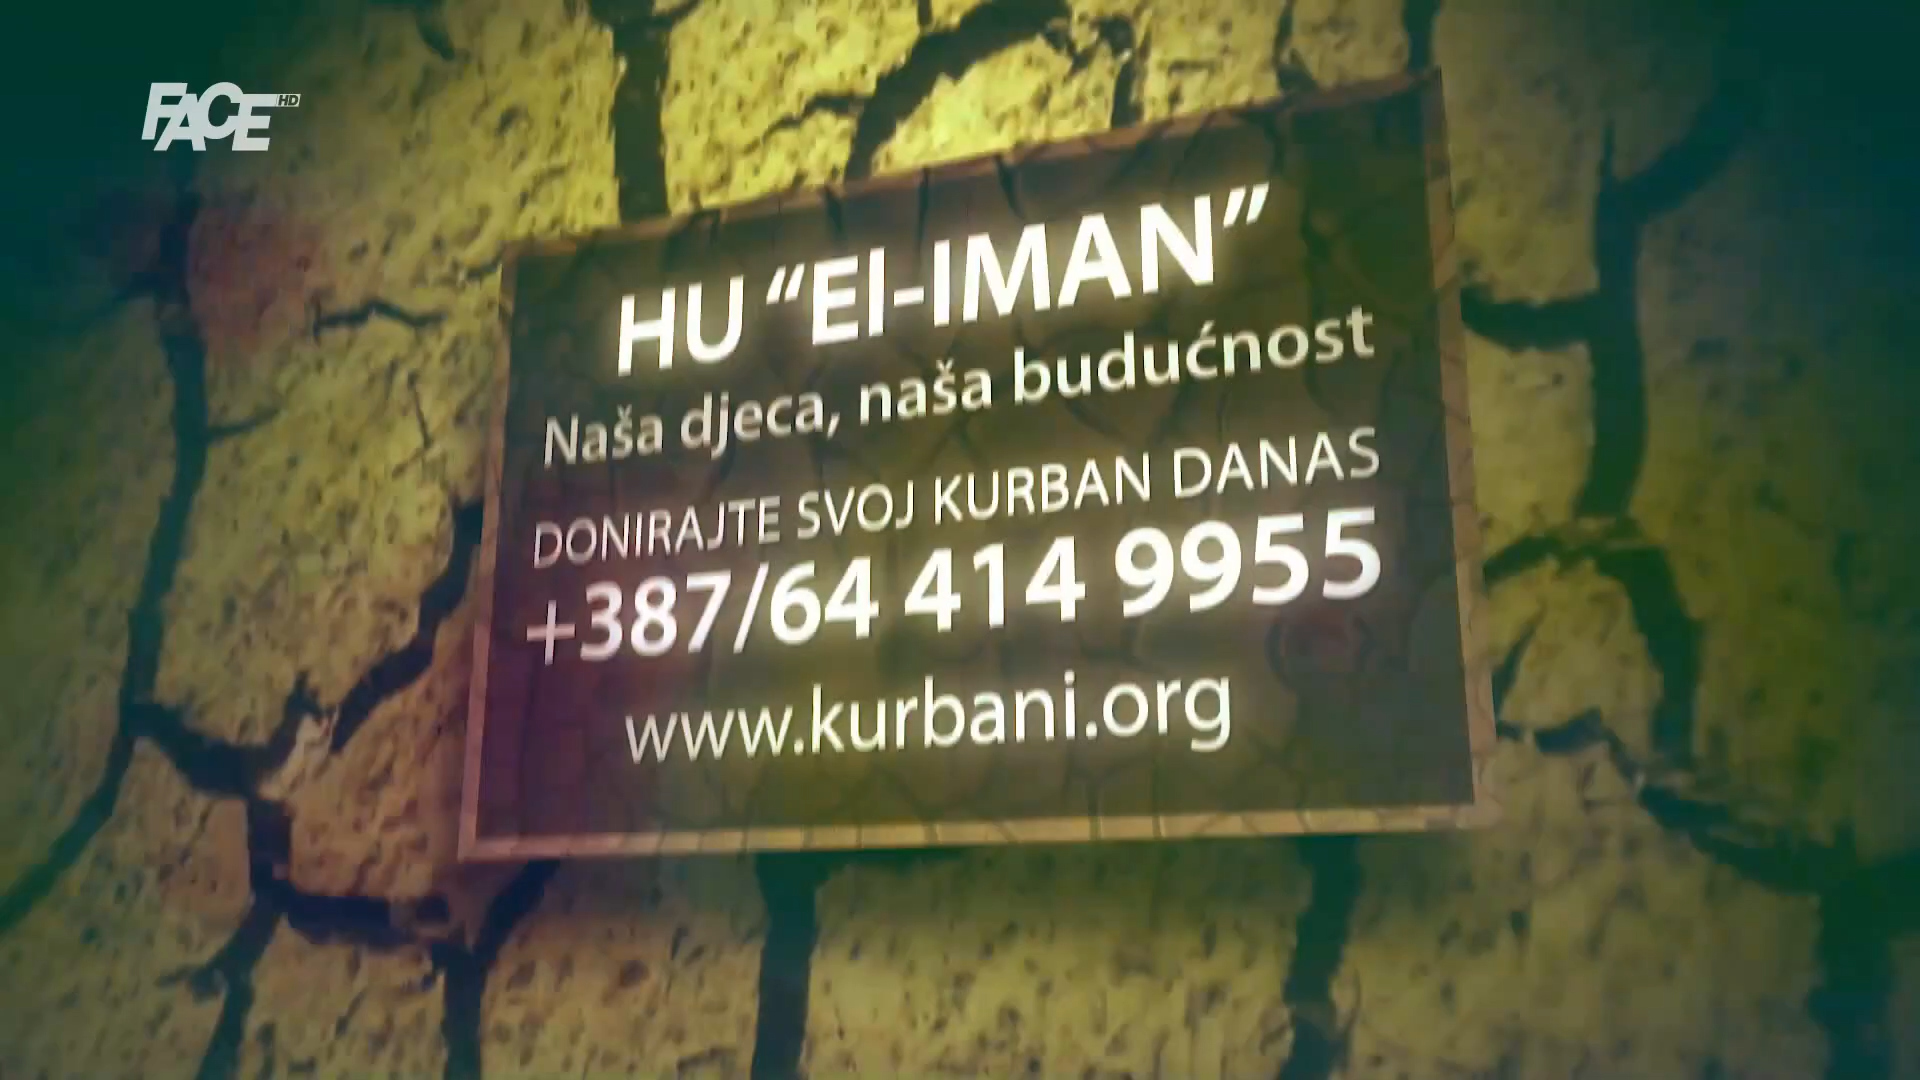 FACE HD
HU “El-IMAN”
Naša djeca, naša budućnost
DONIRAJTE SVOJ KURBAN DANAS
+387/64 414 9955
www.kurbani.org